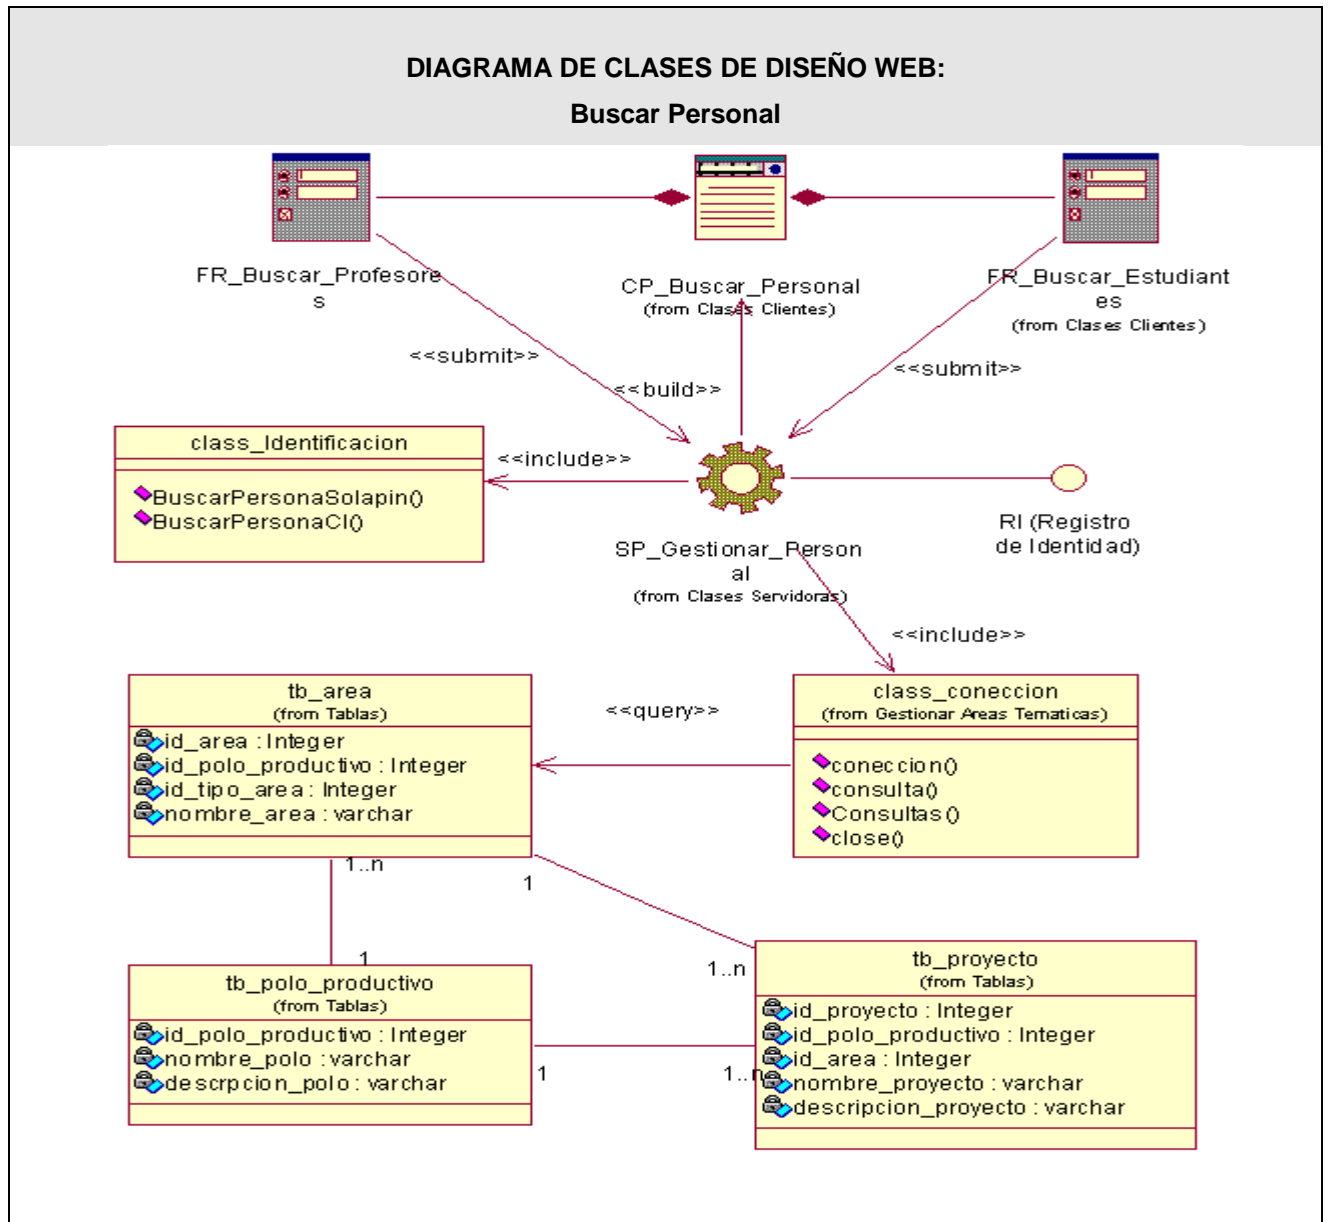 DIAGRAMA DE CLASES DE DISEÑO WEB:
Buscar Personal
FR_Buscar_Profesore
s
CP_Buscar_Personal
(from Clases Clientes)
FR_Buscar_Estudiant
es
(from Clases Clientes)
<<submit>>
<<build>>
<<submit>>
class_Identificacion
BuscarPersonaSolapin()
BuscarPersonaCI()
<<include>>
SP_Gestionar_Person
al
(from Clases Servidoras)
RI (Registro
de Identidad)
<<include>>
tb_area
(from Tablas)
id_area : Integer
id_polo_productivo : Integer
id_tipo_area : Integer
nombre_area : varchar
<<query>>
class_coneccion
(from Gestionar Areas Tematicas)
coneccion()
consulta()
Consultas()
close()
1..n
1
1
1..n
tb_polo_productivo
(from Tablas)
id_polo_productivo : Integer
nombre_polo : varchar
descrpcion_polo : varchar
1
1..n
tb_proyecto
(from Tablas)
id_proyecto : Integer
id_polo_productivo : Integer
id_area : Integer
nombre_proyecto : varchar
descripcion_proyecto : varchar